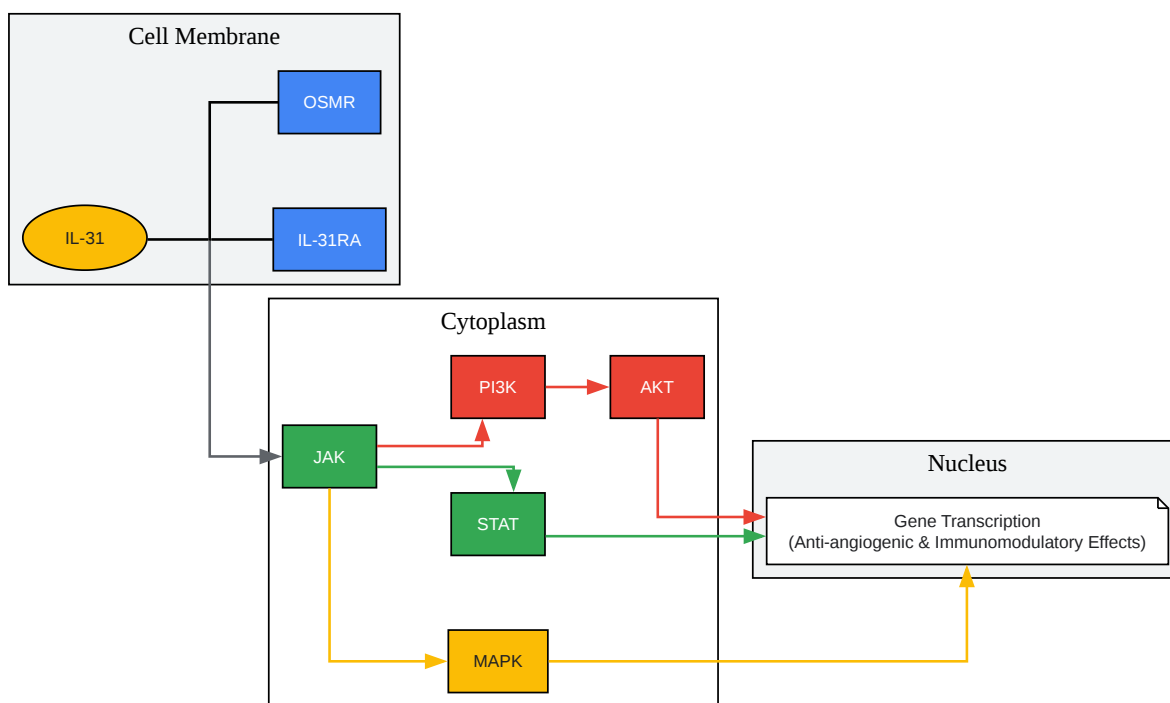 Cell Membrane
OSMR
IL-31
IL-31RA
Cytoplasm
PI3K
AKT
JAK
STAT
MAPK
Nucleus
Gene Transcription
(Anti-angiogenic & Immunomodulatory Effects)